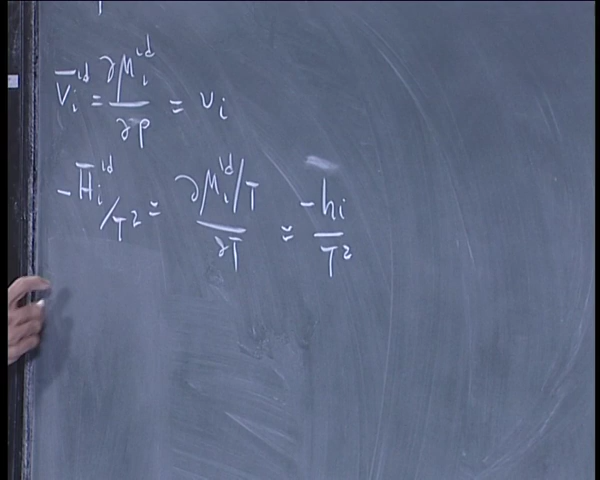 V̄ᵢⁱᵈ = ∂μᵢⁱᵈ/∂p = vᵢ
-H̄ᵢⁱᵈ/T² = ∂μᵢⁱᵈ/T / ∂T = -hᵢ/T²